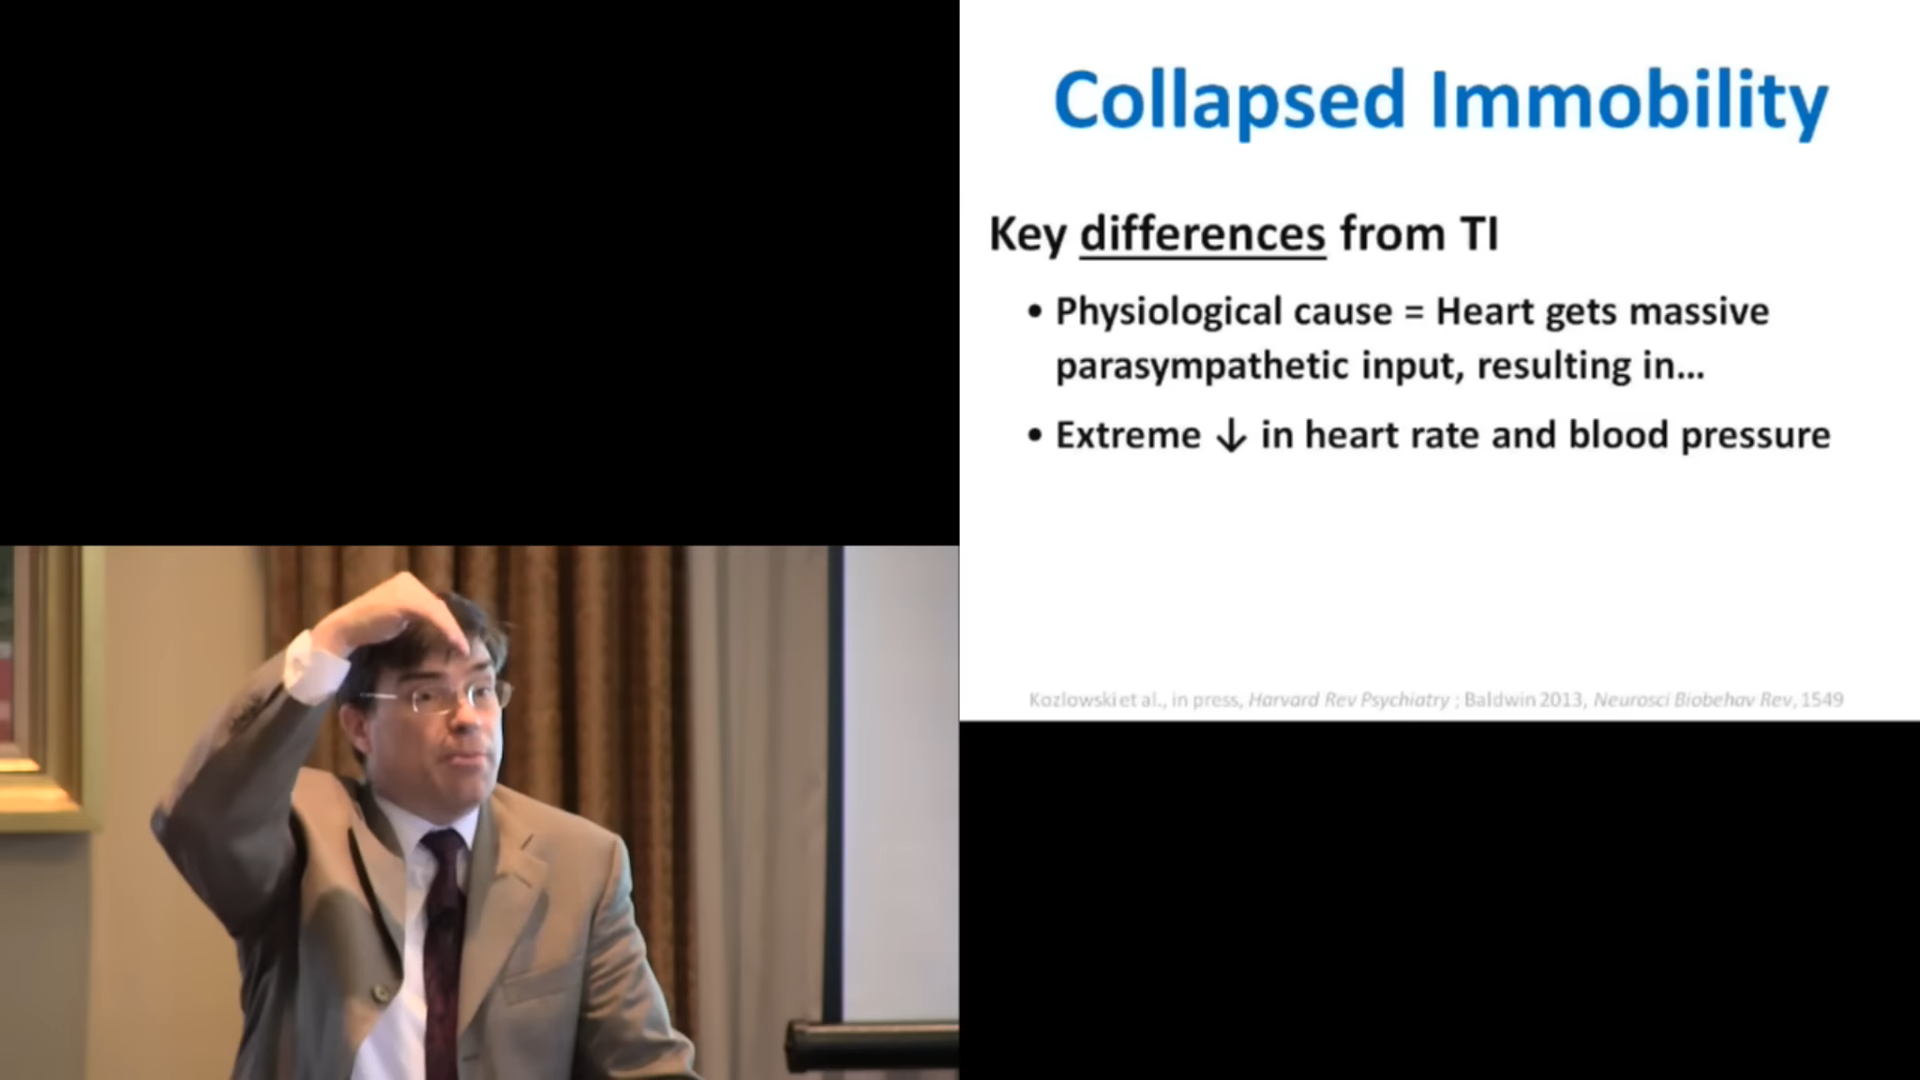 Collapsed Immobility
Key differences from TI
• Physiological cause = Heart gets massive
parasympathetic input, resulting in...
• Extreme ↓ in heart rate and blood pressure
Kozlowski et al., in press, Harvard Rev Psychiatry ; Baldwin 2013, Neurosci Biobehav Rev, 1549